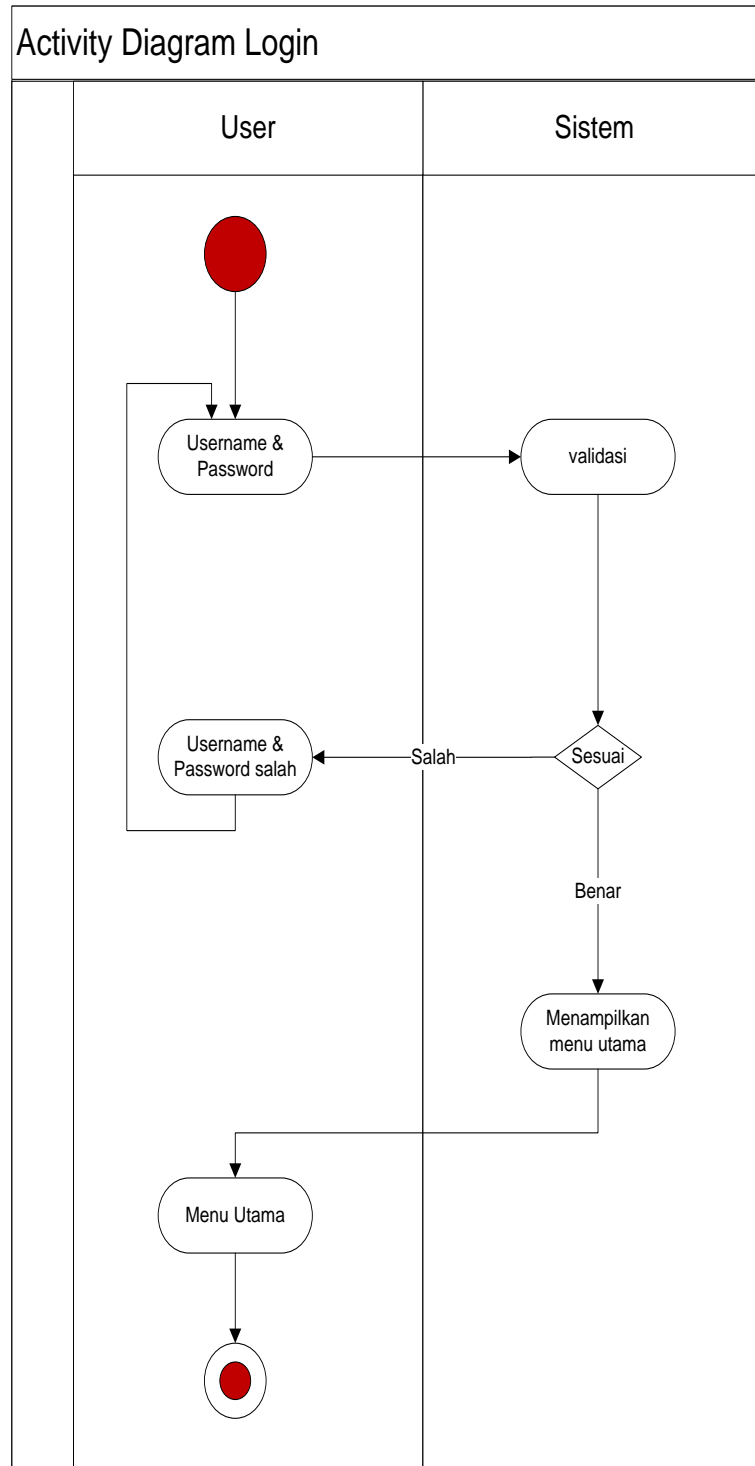 Activity Diagram Login
User
Sistem
Username &
Password
validasi
Username &
Password salah
Salah
Sesuai
Benar
Menampilkan
menu utama
Menu Utama